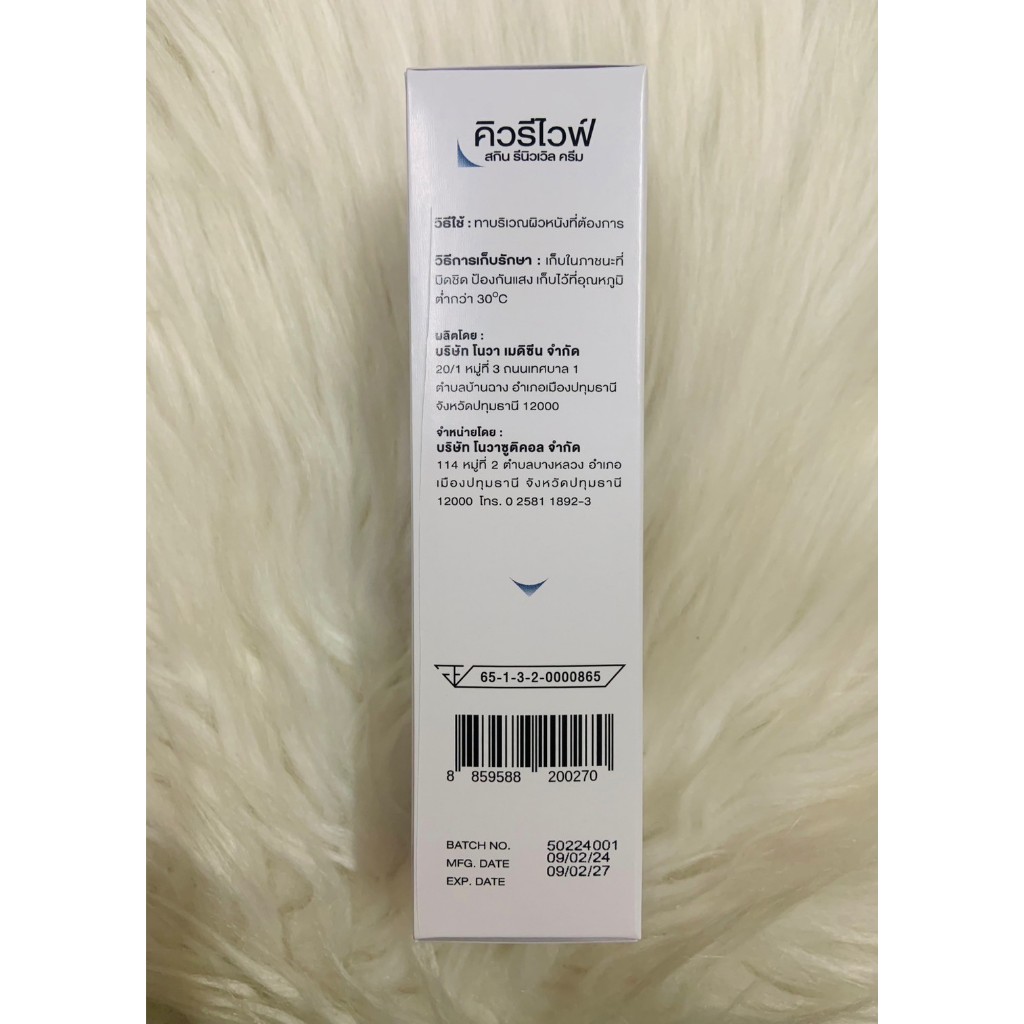 คิวรีไวฟ์
สกิน รีนิวเวิล ครีม
วิธีใช้ : ทาบริเวณผิวหนังที่ต้องการ
วิธีการเก็บรักษา : เก็บในภาชนะที่
ปิดชิด ป้องกันแสง เก็บไว้ที่อุณหภูมิ
ต่ำกว่า 30°C
ผลิตโดย :
บริษัท โนวา เมดิซีน จำกัด
20/1 หมู่ที่ 3 ถนนเทศบาล 1
ตำบลบ้านฉาง อำเภอเมืองปทุมธานี
จังหวัดปทุมธานี 12000
จำหน่ายโดย :
บริษัท โนวาซูติคอล จำกัด
114 หมู่ที่ 2 ตำบลบางหลวง อำเภอ
เมืองปทุมธานี จังหวัดปทุมธานี
12000 โทร. 0 2581 1892-3
65-1-3-2-0000865
8 859588 200270
BATCH NO. 50224001
MFG. DATE 09/02/24
EXP. DATE 09/02/27